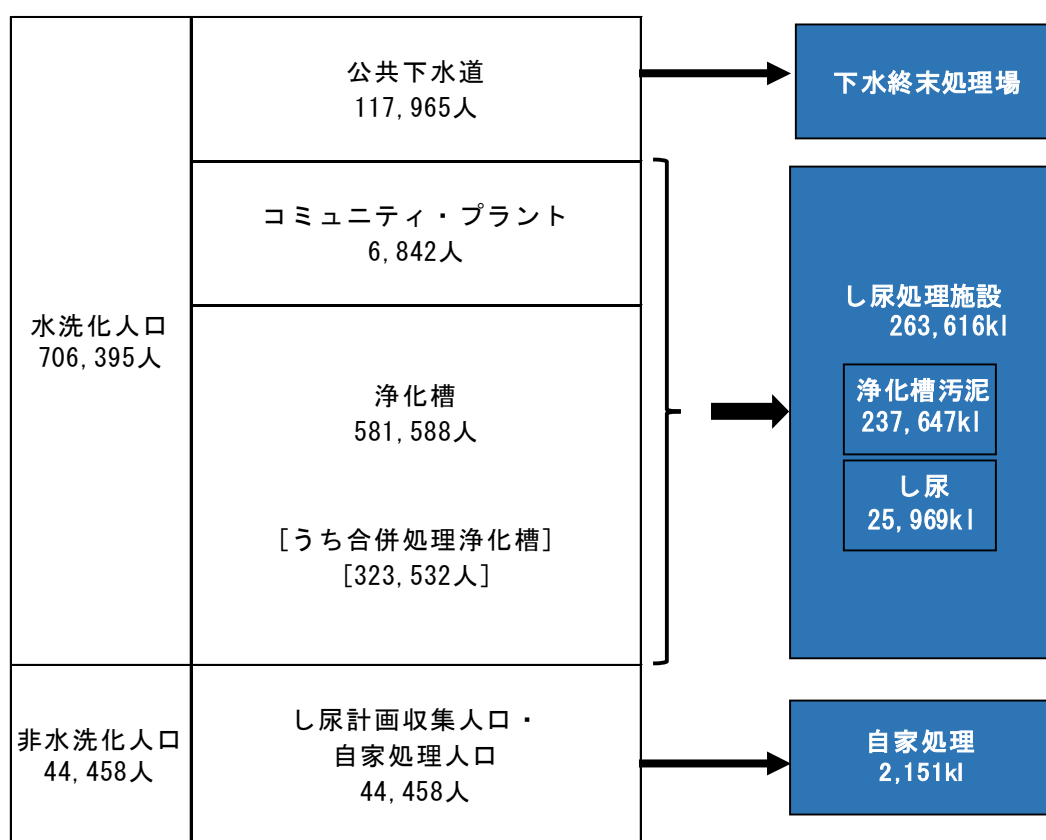 公共下水道
117,965人
下水終末処理場
コミュニティ・プラント
6,842人
水洗化人口
706,395人
浄化槽
581,588人
[うち合併処理浄化槽]
[323,532人]
し尿処理施設
263,616kl
浄化槽汚泥
237,647kl
し尿
25,969kl
非水洗化人口
44,458人
し尿計画収集人口・
自家処理人口
44,458人
自家処理
2,151kl